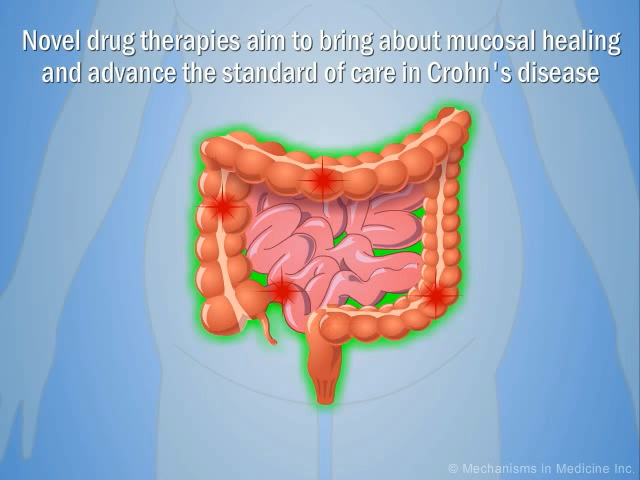 Novel drug therapies aim to bring about mucosal healing
and advance the standard of care in Crohn's disease
© Mechanisms in Medicine Inc.